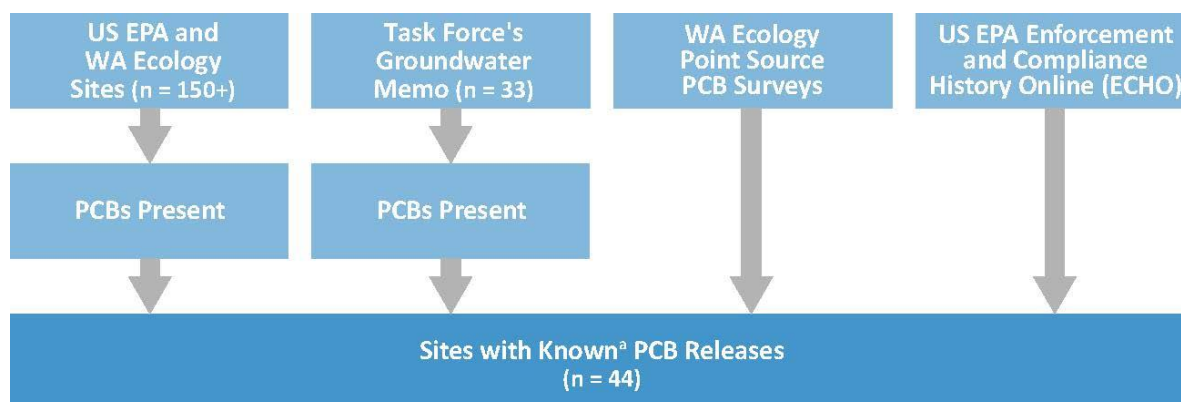 US EPA and
WA Ecology
Sites (n = 150+)
Task Force's
Groundwater
Memo (n = 33)
WA Ecology
Point Source
PCB Surveys
US EPA Enforcement
and Compliance
History Online (ECHO)
PCBs Present
PCBs Present
Sites with Knownª PCB Releases
(n = 44)